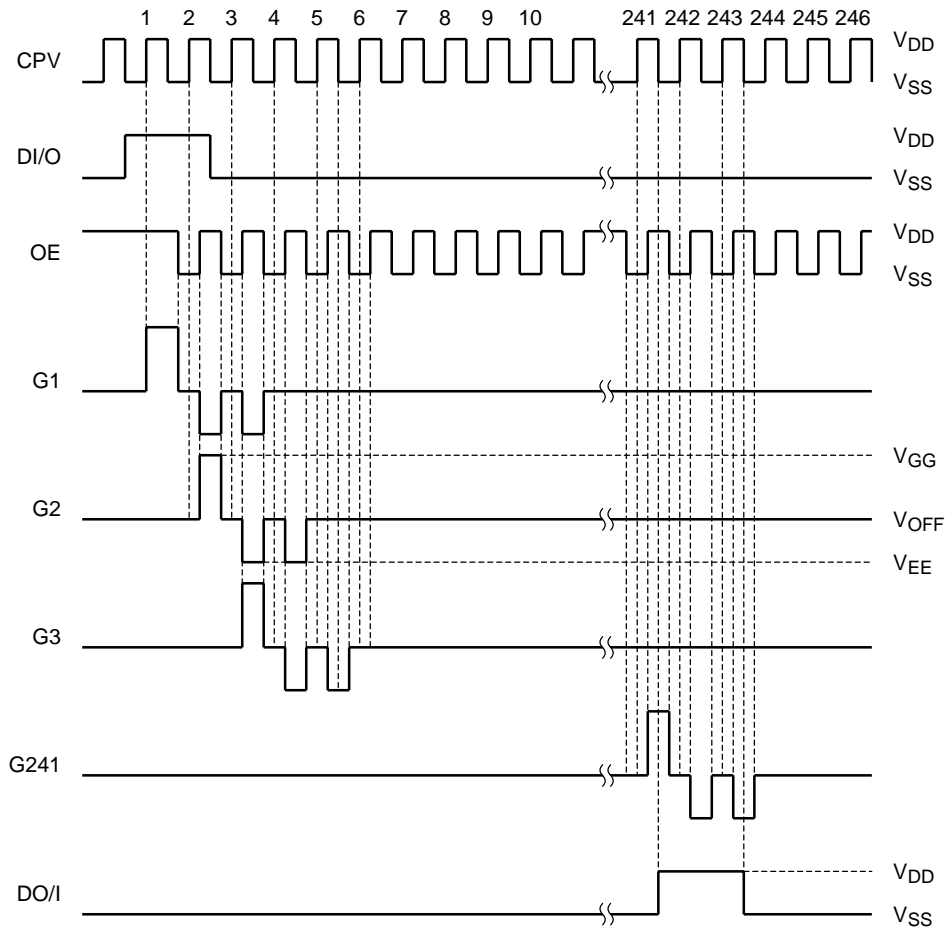 1 2 3 4 5 6 7 8 9 10 241 242 243 244 245 246
CPV VDD
VSS
DI/O VDD
VSS
OE VDD
VSS
G1
VGG
G2 VOFF
VEE
G3
G241
DO/I VDD
VSS